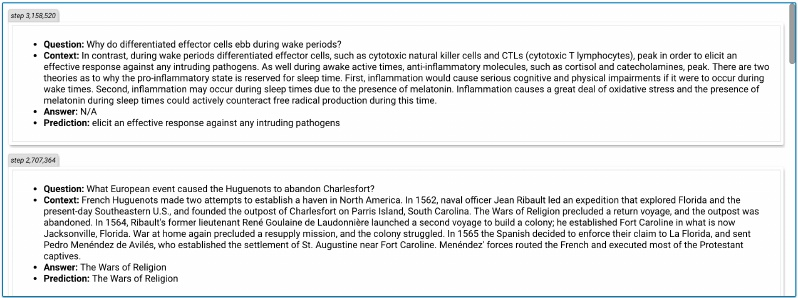 step 3,158,520
• Question: Why do differentiated effector cells ebb during wake periods?
• Context: In contrast, during wake periods differentiated effector cells, such as cytotoxic natural killer cells and CTLs (cytotoxic T lymphocytes), peak in order to elicit an
effective response against any intruding pathogens. As well during awake active times, anti-inflammatory molecules, such as cortisol and catecholamines, peak. There are two
theories as to why the pro-inflammatory state is reserved for sleep time. First, inflammation would cause serious cognitive and physical impairments if it were to occur during
wake times. Second, inflammation may occur during sleep times due to the presence of melatonin. Inflammation causes a great deal of oxidative stress and the presence of
melatonin during sleep times could actively counteract free radical production during this time.
• Answer: N/A
• Prediction: elicit an effective response against any intruding pathogens
step 2,707,364
• Question: What European event caused the Huguenots to abandon Charlesfort?
• Context: French Huguenots made two attempts to establish a haven in North America. In 1562, naval officer Jean Ribault led an expedition that explored Florida and the
present-day Southeastern U.S., and founded the outpost of Charlesfort on Parris Island, South Carolina. The Wars of Religion precluded a return voyage, and the outpost was
abandoned. In 1564, Ribault's former lieutenant René Goulaine de Laudonnière launched a second voyage to build a colony; he established Fort Caroline in what is now
Jacksonville, Florida. War at home again precluded a resupply mission, and the colony struggled. In 1565 the Spanish decided to enforce their claim to La Florida, and sent
Pedro Menéndez de Avilés, who established the settlement of St. Augustine near Fort Caroline. Menéndez' forces routed the French and executed most of the Protestant
captives.
• Answer: The Wars of Religion
• Prediction: The Wars of Religion